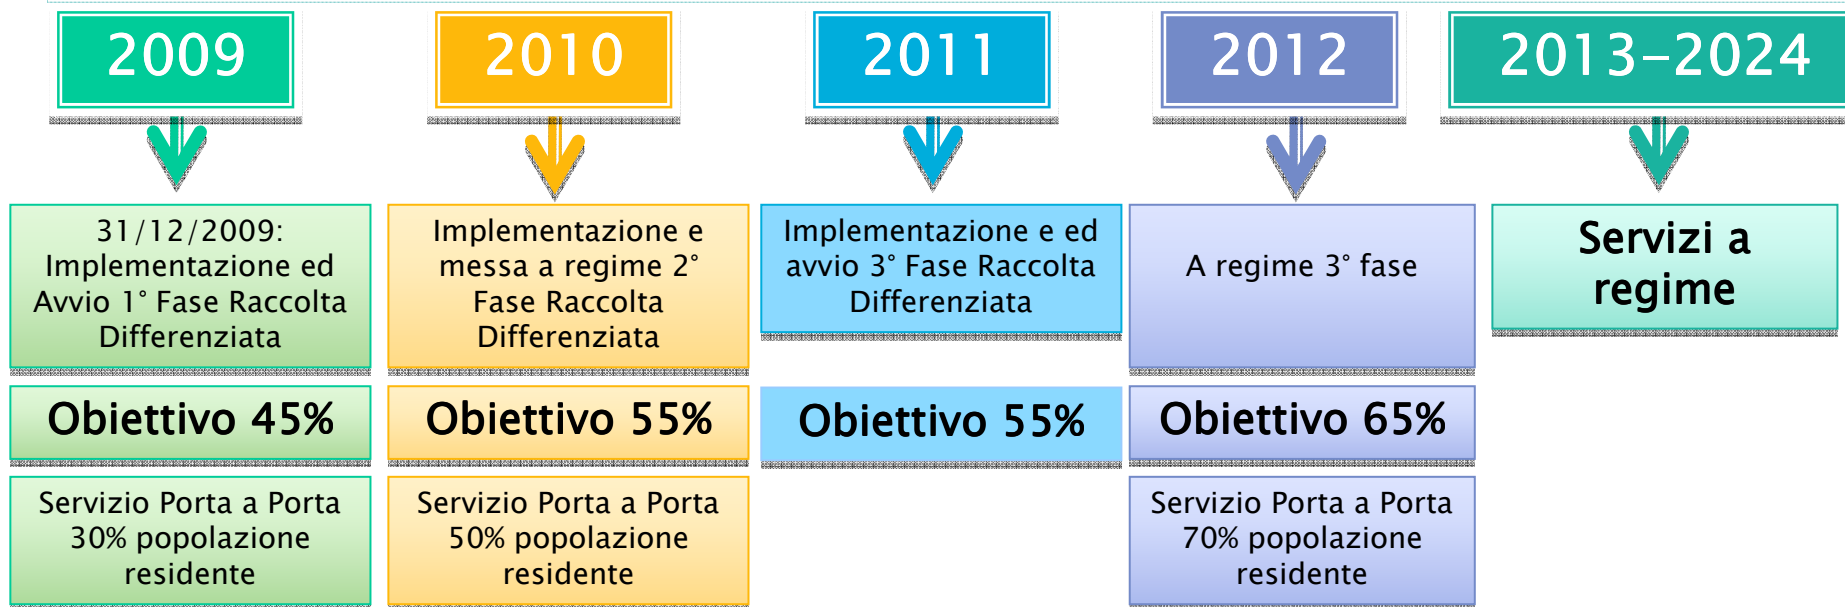 2009
31/12/2009:
Implementazione ed
Avvio 1° Fase Raccolta
Differenziata
Obiettivo 45%
Servizio Porta a Porta
30% popolazione
residente
2010
Implementazione e
messa a regime 2°
Fase Raccolta
Differenziata
Obiettivo 55%
Servizio Porta a Porta
50% popolazione
residente
2011
Implementazione e ed
avvio 3° Fase Raccolta
Differenziata
Obiettivo 55%
2012
A regime 3° fase
Obiettivo 65%
Servizio Porta a Porta
70% popolazione
residente
2013-2024
Servizi a
regime